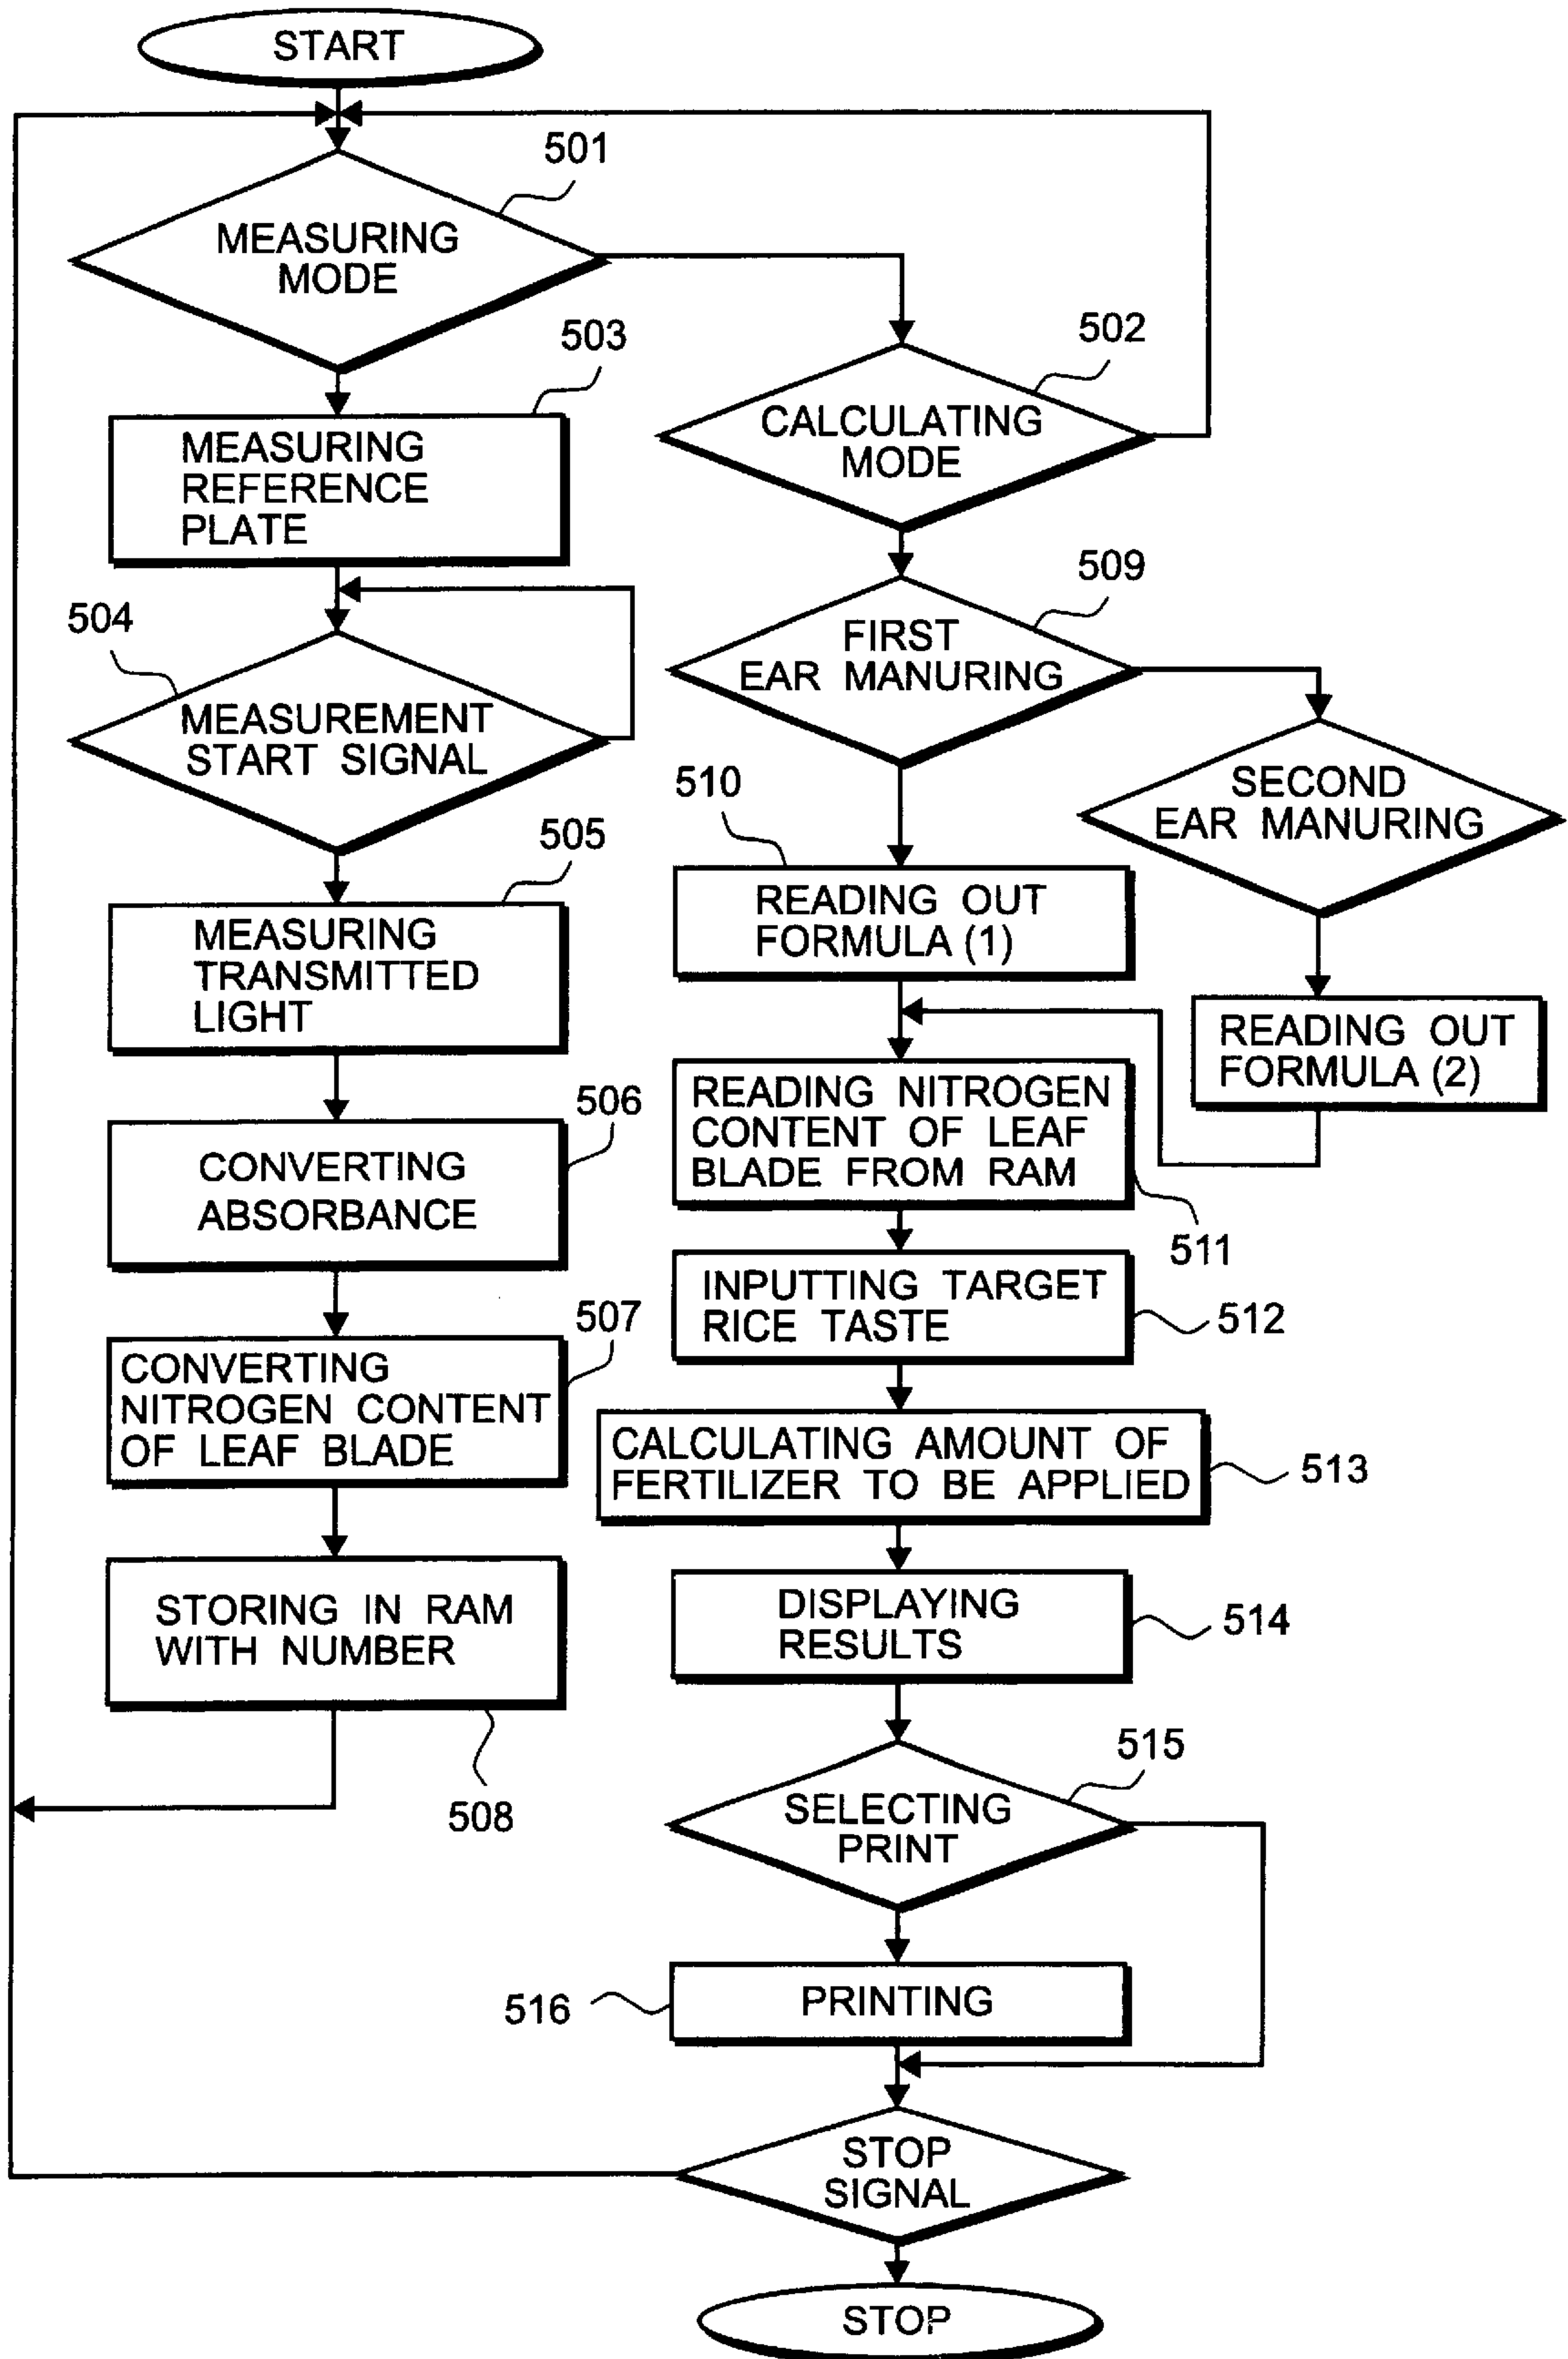 START
501
MEASURING
MODE
503
MEASURING
REFERENCE
PLATE
504
MEASUREMENT
START SIGNAL
505
MEASURING
TRANSMITTED
LIGHT
506
CONVERTING
ABSORBANCE
507
CONVERTING
NITROGEN CONTENT
OF LEAF BLADE
STORING IN RAM
WITH NUMBER
508
502
CALCULATING
MODE
509
FIRST
EAR MANURING
SECOND
EAR MANURING
510
READING OUT
FORMULA (1)
READING OUT
FORMULA (2)
READING NITROGEN
CONTENT OF LEAF
BLADE FROM RAM
511
INPUTTING TARGET
RICE TASTE
512
CALCULATING AMOUNT OF
FERTILIZER TO BE APPLIED
513
DISPLAYING
RESULTS
514
515
SELECTING
PRINT
516
PRINTING
STOP
SIGNAL
STOP